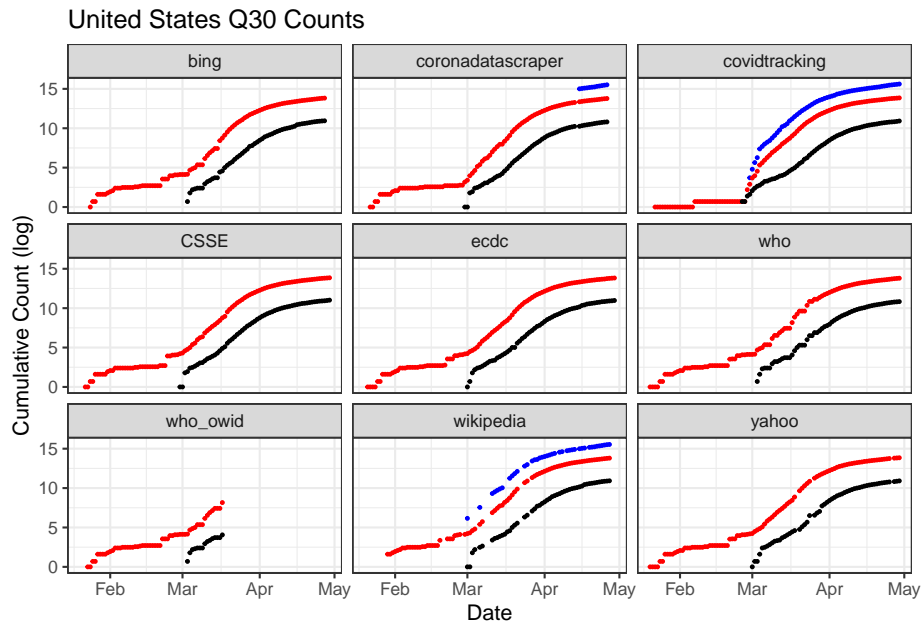 United States Q30 Counts
bing coronadatascraper covidtracking
15
10
5
0
CSSE ecdc who
15
10
5
0
who_owid wikipedia yahoo
15
10
5
0
Feb Mar Apr May Feb Mar Apr May Feb Mar Apr May
Date
Cumulative Count (log)